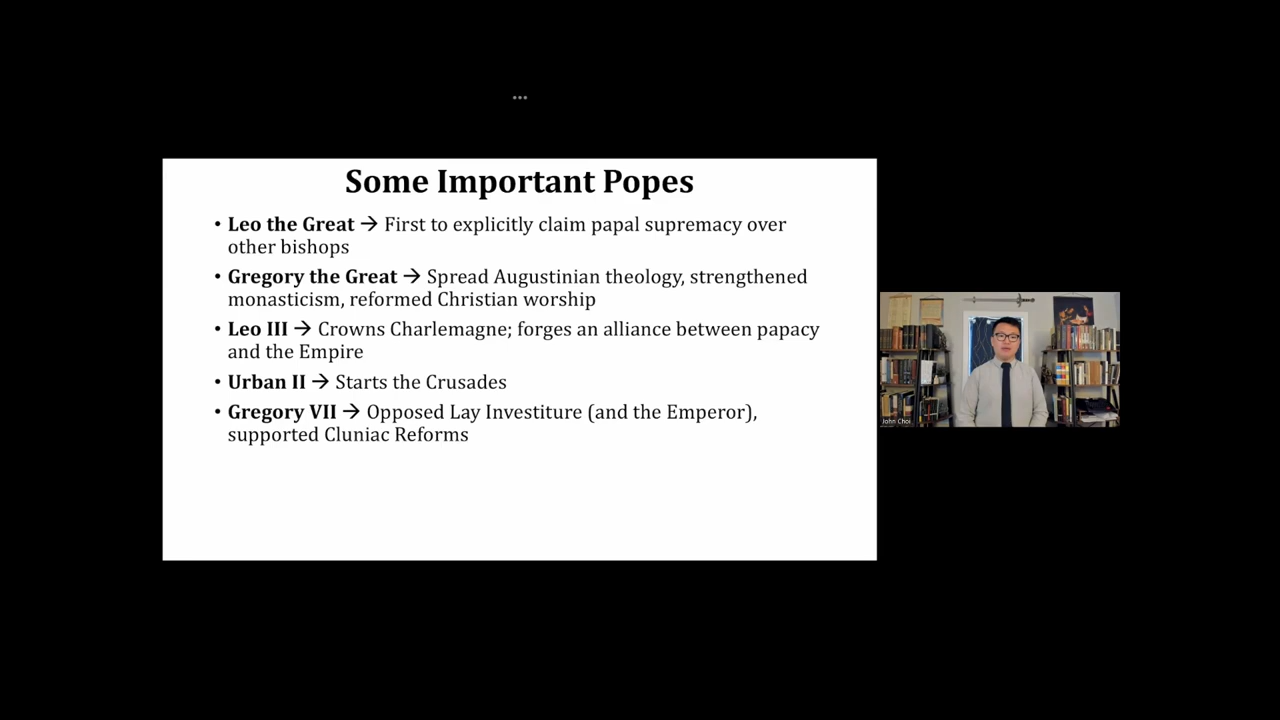 •••
Some Important Popes
• Leo the Great → First to explicitly claim papal supremacy over
other bishops
• Gregory the Great → Spread Augustinian theology, strengthened
monasticism, reformed Christian worship
• Leo III → Crowns Charlemagne; forges an alliance between papacy
and the Empire
• Urban II → Starts the Crusades
• Gregory VII → Opposed Lay Investiture (and the Emperor),
supported Cluniac Reforms
John Choi